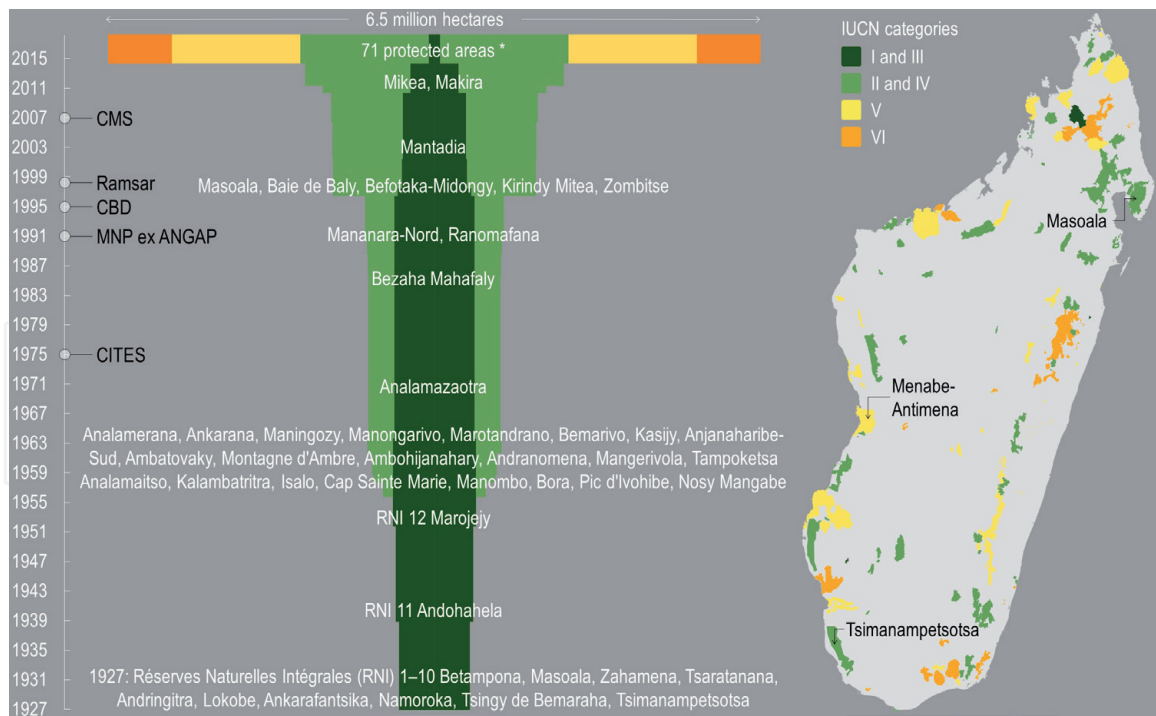 6.5 million hectares
71 protected areas *
Mikea, Makira
Mantadia
Masoala, Baie de Baly, Befotaka-Midongy, Kirindy Mitea, Zombitse
Mananara-Nord, Ranomafana
Bezaha Mahafaly
Analamazaotra
Analamerana, Ankarana, Maningozy, Manongarivo, Marotandrano, Bemarivo, Kasijy, Anjanaharibe-
Sud, Ambatovaky, Montagne d'Ambre, Ambohijanahary, Andranomena, Mangerivola, Tampoketsa
Analamaitso, Kalambatritra, Isalo, Cap Sainte Marie, Manombo, Bora, Pic d'Ivohibe, Nosy Mangabe
RNI 12 Marojejy
RNI 11 Andohahela
1927: Réserves Naturelles Intégrales (RNI) 1–10 Betampona, Masoala, Zahamena, Tsaratanana,
Andringitra, Lokobe, Ankarafantsika, Namoroka, Tsingy de Bemaraha, Tsimanampetsotsa
2015
2011
2007
2003
1999
1995
1991
1987
1983
1979
1975
1971
1967
1963
1959
1955
1951
1947
1943
1939
1935
1931
1927
CMS
Ramsar
CBD
MNP ex ANGAP
CITES
IUCN categories
I and III
II and IV
V
VI
Masoala
Menabe-
Antimena
Tsimanampetsotsa